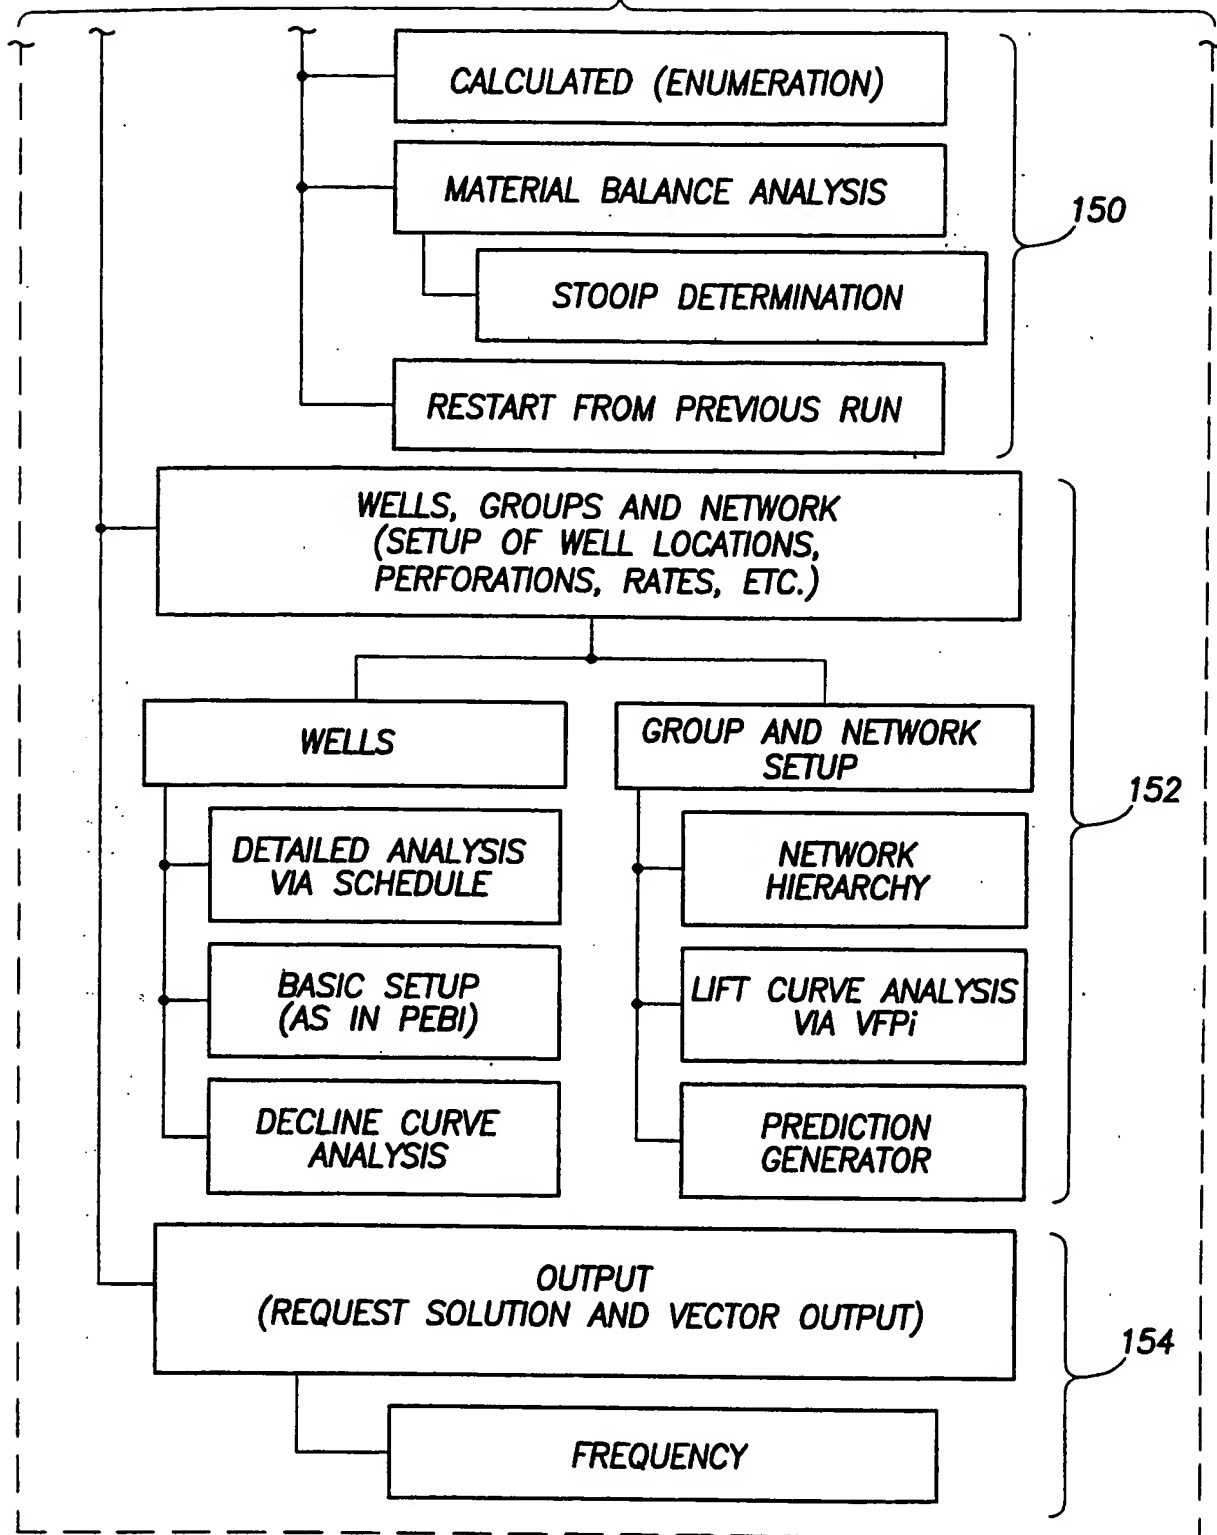 CALCULATED (ENUMERATION)
MATERIAL BALANCE ANALYSIS
150
STOOIP DETERMINATION
RESTART FROM PREVIOUS RUN
WELLS, GROUPS AND NETWORK
(SETUP OF WELL LOCATIONS,
PERFORATIONS, RATES, ETC.)
WELLS
GROUP AND NETWORK
SETUP
152
DETAILED ANALYSIS
VIA SCHEDULE
NETWORK
HIERARCHY
BASIC SETUP
(AS IN PEBI)
LIFT CURVE ANALYSIS
VIA VFPi
DECLINE CURVE
ANALYSIS
PREDICTION
GENERATOR
OUTPUT
(REQUEST SOLUTION AND VECTOR OUTPUT)
154
FREQUENCY